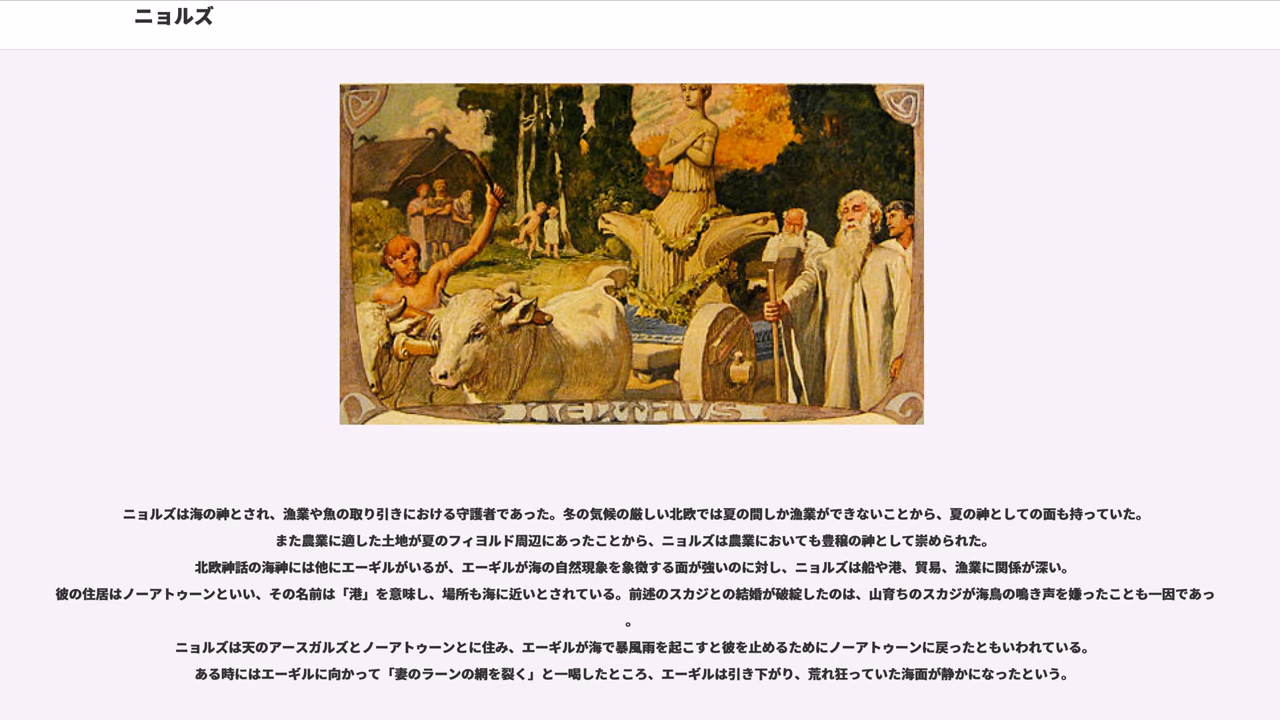 ニョルズ
NERTHUS
ニョルズは海の神とされ、漁業や魚の取り引きにおける守護者であった。冬の気候の厳しい北欧では夏の間しか漁業ができないことから、夏の神としての面も持っていた。
また農業に適した土地が夏のフィヨルド周辺にあったことから、ニョルズは農業においても豊穣の神として崇められた。
北欧神話の海神には他にエーギルがいるが、エーギルが海の自然現象を象徴する面が強いのに対し、ニョルズは船や港、貿易、漁業に関係が深い。
彼の住居はノーアトゥーンといい、その名前は「港」を意味し、場所も海に近いとされている。前述のスカジとの結婚が破綻したのは、山育ちのスカジが海鳥の鳴き声を嫌ったことも一因であっ
。
ニョルズは天のアースガルズとノーアトゥーンとに住み、エーギルが海で暴風雨を起こすと彼を止めるためにノーアトゥーンに戻ったともいわれている。
ある時にはエーギルに向かって「妻のラーンの網を裂く」と一喝したところ、エーギルは引き下がり、荒れ狂っていた海面が静かになったという。